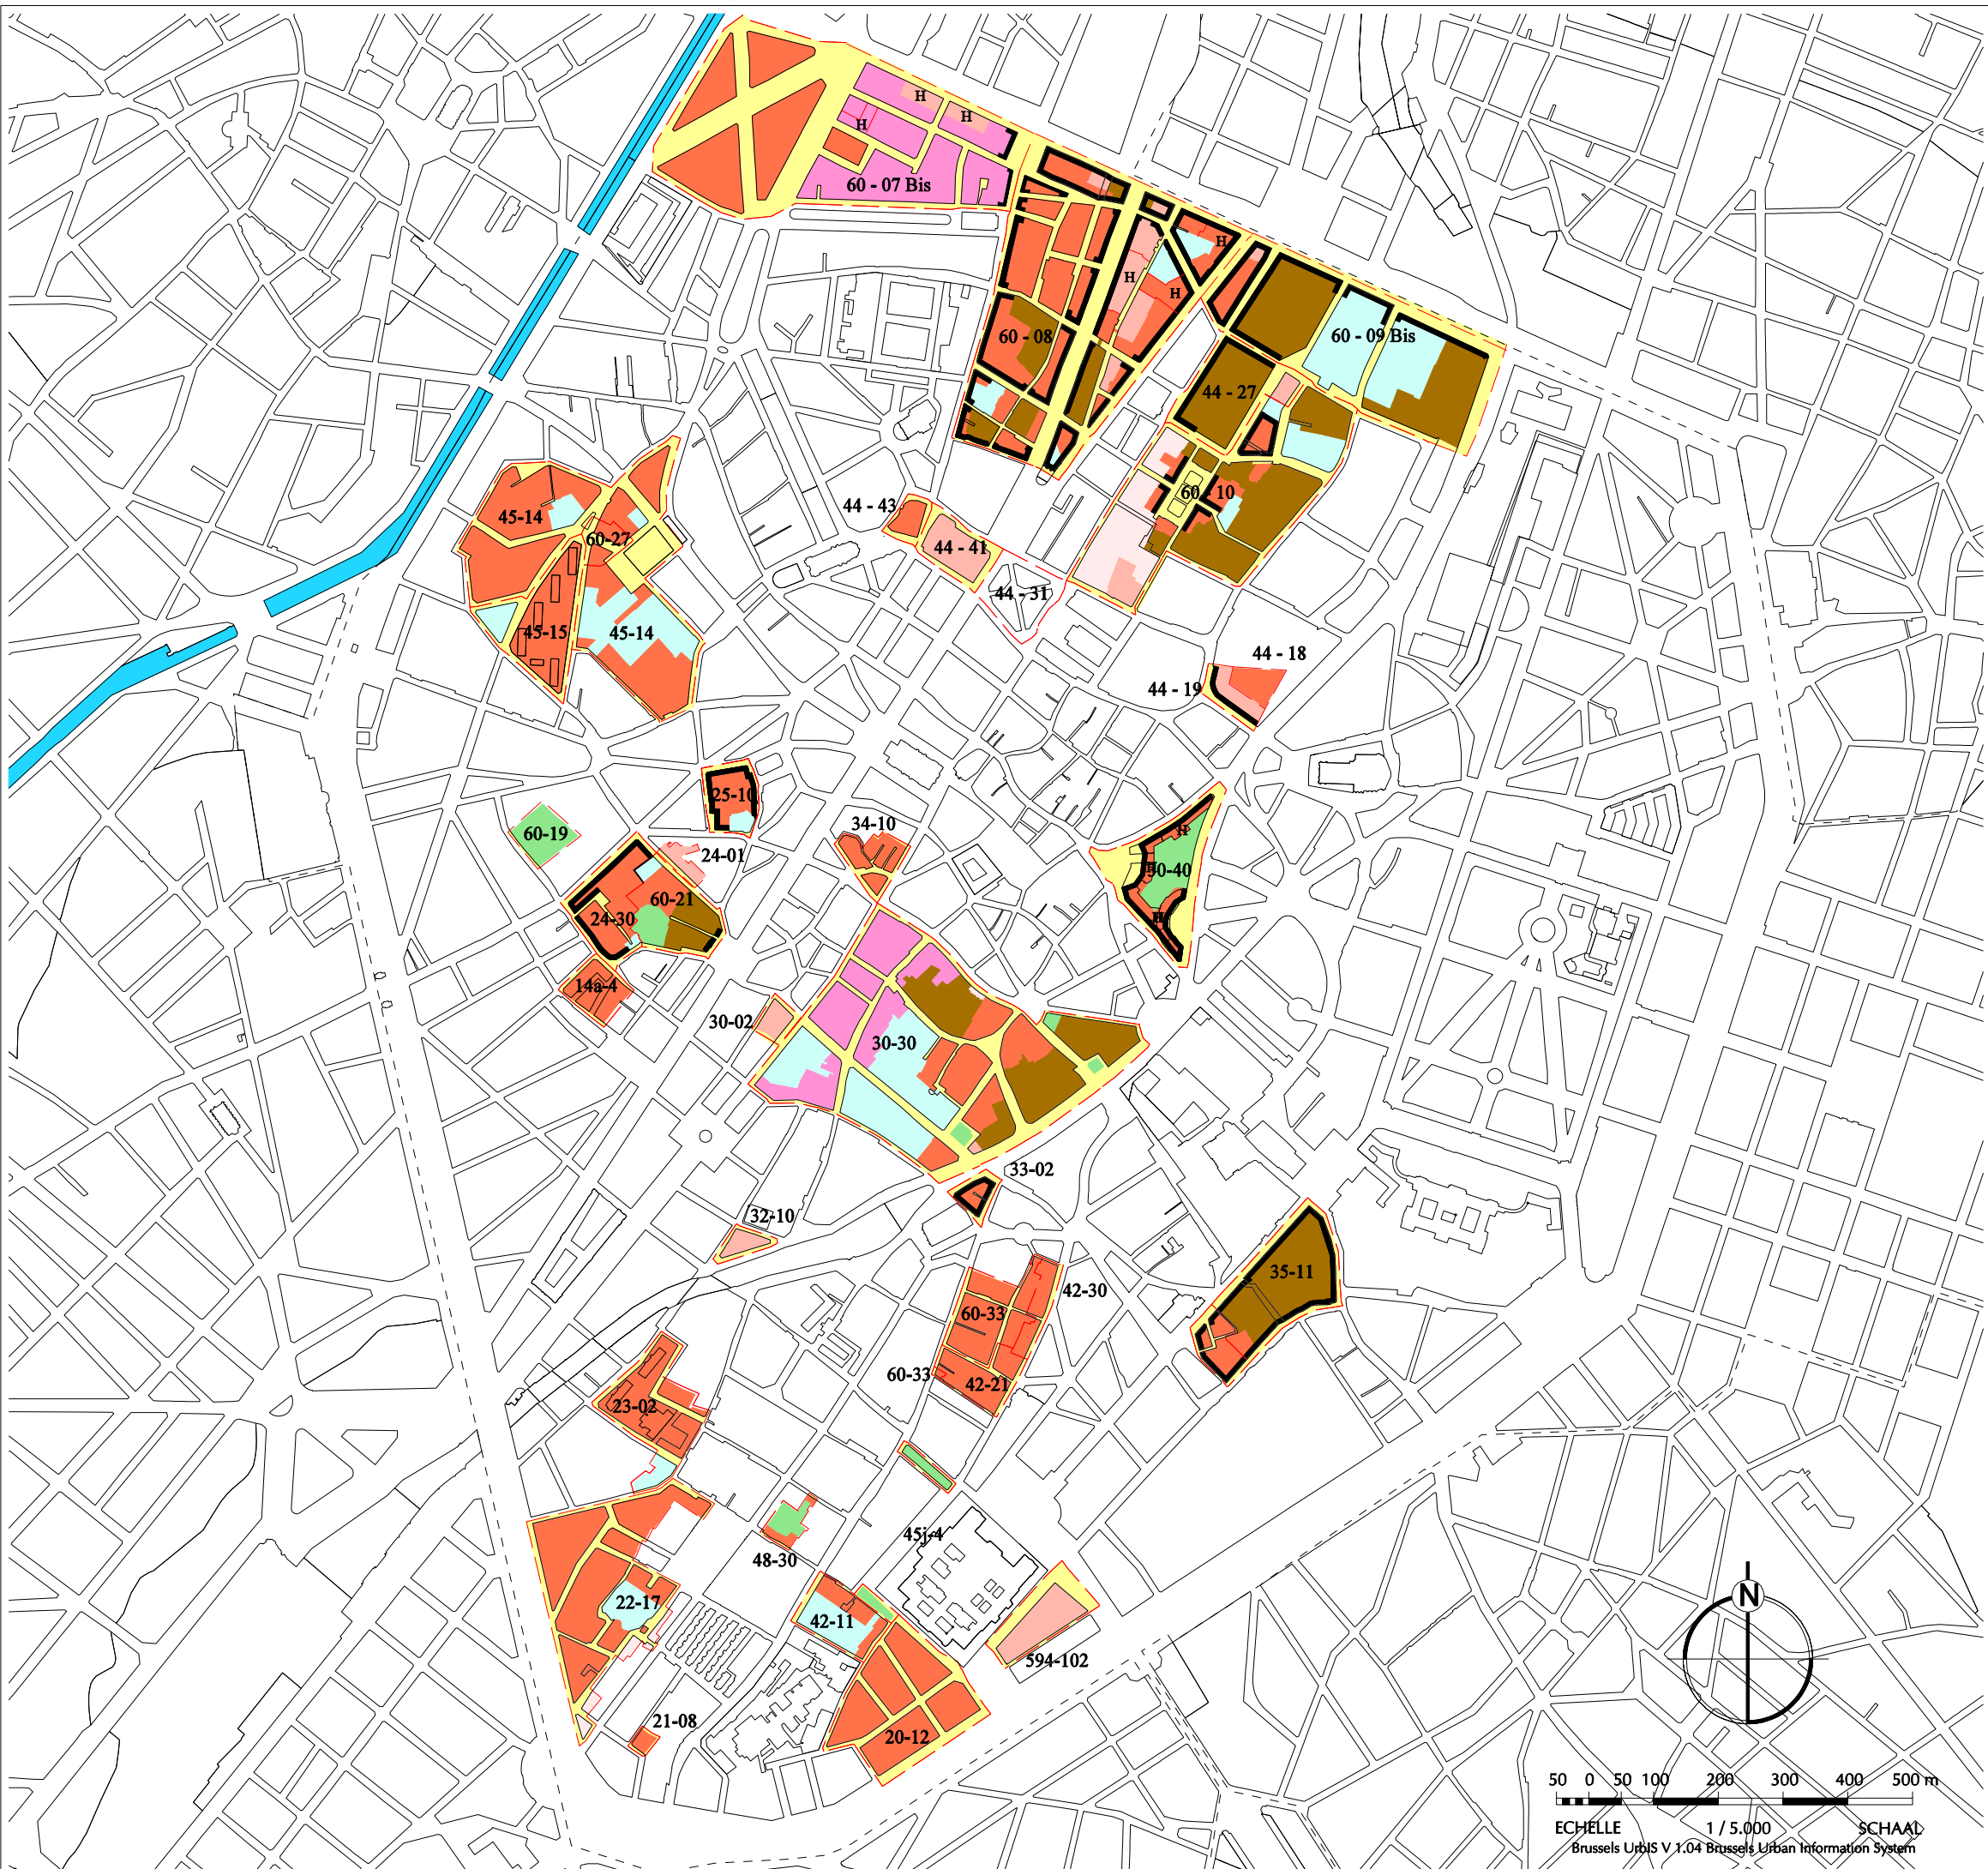 H
H
H
60 - 07 Bis
H
H
H
60 - 08
60 - 09 Bis
44 - 27
60 - 10
44 - 43
44 - 41
44 - 31
45-14
60-27
45-15
45-14
44 - 18
44 - 19
25-10
34-10
60-19
24-01
H
H
50-40
H
60-21
24-30
14a-4
30-02
30-30
33-02
32-10
35-11
42-30
60-33
60-33
42-21
23-02
45j-4
48-30
22-17
42-11
594-102
21-08
20-12
N
50 0 50 100 200 300 400 500 m
ECHELLE 1 / 5.000 SCHAAL
Brussels UrbIS V 1.04 Brussels Urban Information System